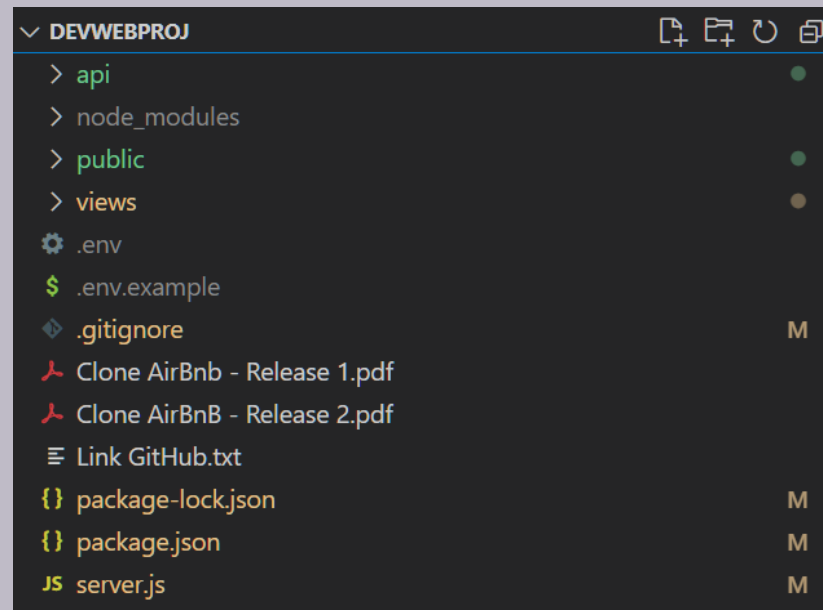 DEVWEBPROJ
api
node_modules
public
views
.env
$ .env.example
.gitignore M
Clone AirBnb - Release 1.pdf
Clone AirBnB - Release 2.pdf
Link GitHub.txt
{} package-lock.json M
{} package.json M
JS server.js M